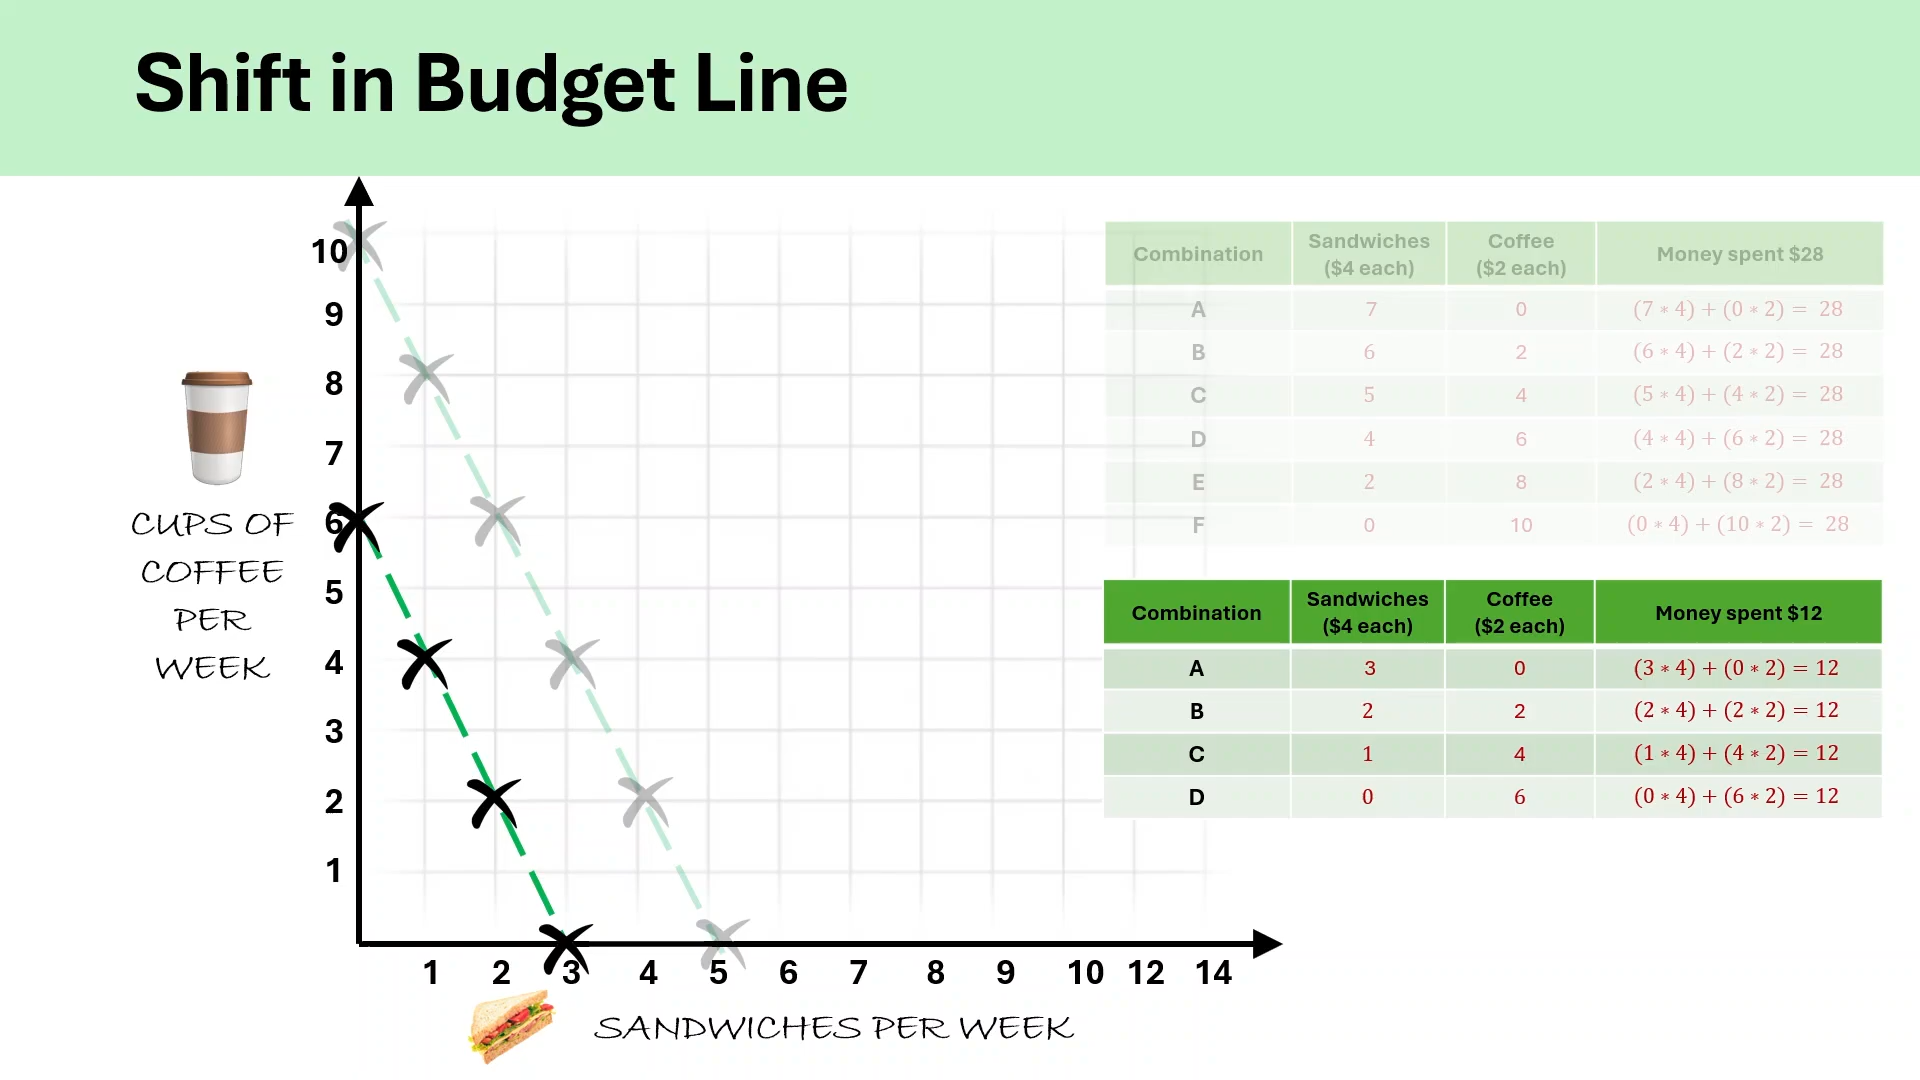 Shift in Budget Line
10
9
8
7
6
5
4
3
2
1
CUPS OF
COFFEE
PER
WEEK
1 2 3 4 5 6 7 8 9 10 12 14
SANDWICHES PER WEEK
Combination Sandwiches ($4 each) Coffee ($2 each) Money spent $28
A 7 0 (7 ∗ 4) + (0 ∗ 2) = 28
B 6 2 (6 ∗ 4) + (2 ∗ 2) = 28
C 5 4 (5 ∗ 4) + (4 ∗ 2) = 28
D 4 6 (4 ∗ 4) + (6 ∗ 2) = 28
E 2 8 (2 ∗ 4) + (8 ∗ 2) = 28
F 0 10 (0 ∗ 4) + (10 ∗ 2) = 28
Combination Sandwiches ($4 each) Coffee ($2 each) Money spent $12
A 3 0 (3 ∗ 4) + (0 ∗ 2) = 12
B 2 2 (2 ∗ 4) + (2 ∗ 2) = 12
C 1 4 (1 ∗ 4) + (4 ∗ 2) = 12
D 0 6 (0 ∗ 4) + (6 ∗ 2) = 12